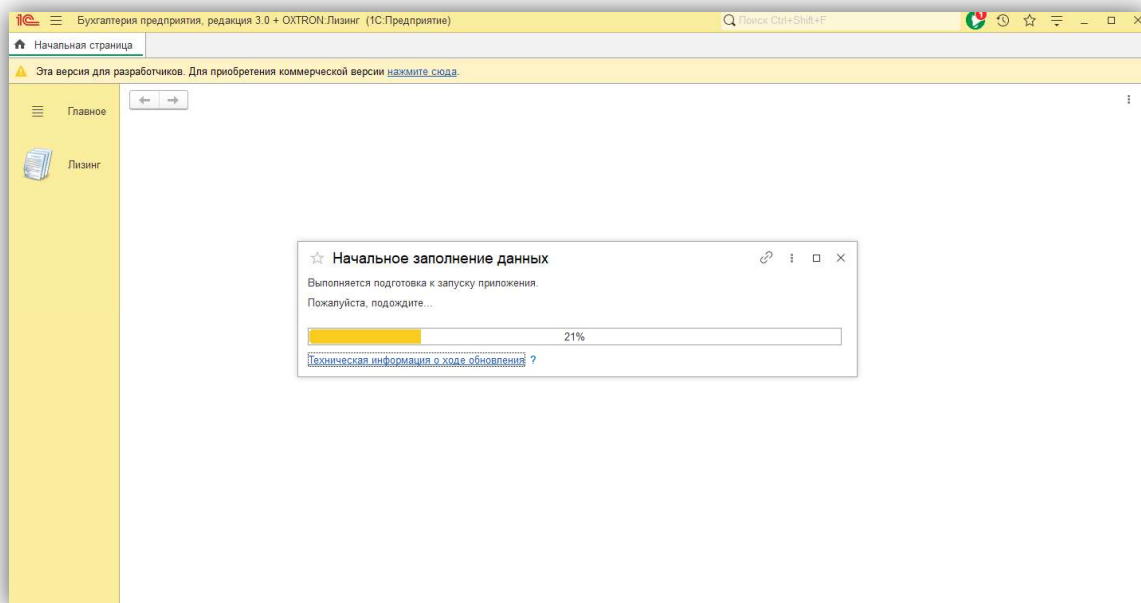 1С Бухгалтерия предприятия, редакция 3.0 + OXTRON:Лизинг (1С:Предприятие) Поиск Ctrl+Shift+F 1
Начальная страница
Эта версия для разработчиков. Для приобретения коммерческой версии нажмите сюда.
Главное
Лизинг
Начальное заполнение данных
Выполняется подготовка к запуску приложения.
Пожалуйста, подождите...
21%
Техническая информация о ходе обновления ?